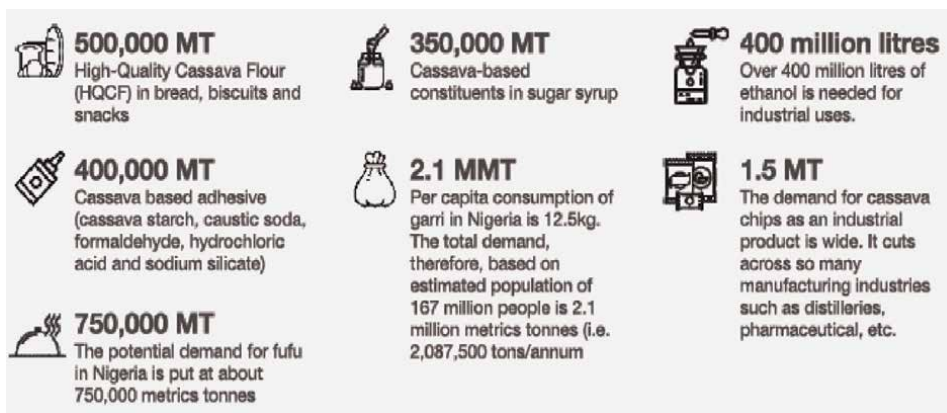 500,000 MT
High-Quality Cassava Flour
(HQCF) in bread, biscuits and
snacks
350,000 MT
Cassava-based
constituents in sugar syrup
400 million litres
Over 400 million litres of
ethanol is needed for
industrial uses.
400,000 MT
Cassava based adhesive
(cassava starch, caustic soda,
formaldehyde, hydrochloric
acid and sodium silicate)
2.1 MMT
Per capita consumption of
garri in Nigeria is 12.5kg.
The total demand,
therefore, based on
estimated population of
167 million people is 2.1
million metrics tonnes (i.e.
2,087,500 tons/annum
1.5 MT
The demand for cassava
chips as an industrial
product is wide. It cuts
across so many
manufacturing industries
such as distilleries,
pharmaceutical, etc.
750,000 MT
The potential demand for fufu
in Nigeria is put at about
750,000 metrics tonnes